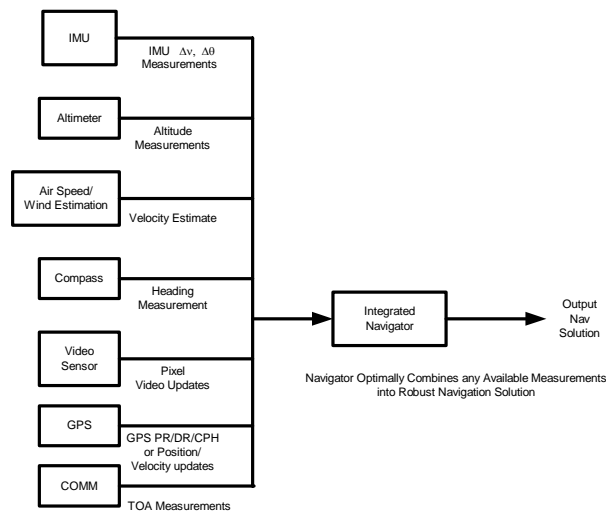 IMU
IMU Δv, Δθ
Measurements
Altimeter
Altitude
Measurements
Air Speed/
Wind Estimation
Velocity Estimate
Compass
Heading
Measurement
Video
Sensor
Pixel
Video Updates
GPS
GPS PR/DR/CPH
or Position/
Velocity updates
COMM
TOA Measurements
Integrated
Navigator
Output
Nav
Solution
Navigator Optimally Combines any Available Measurements
into Robust Navigation Solution